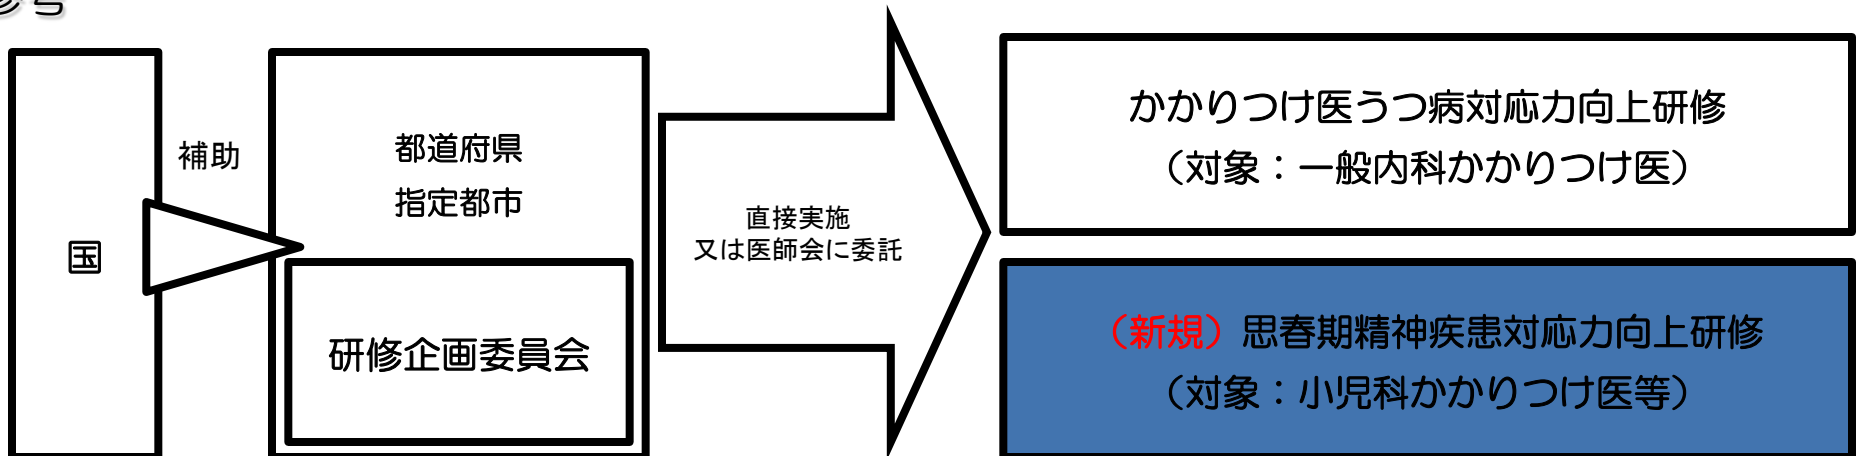 参考
国
補助
都道府県
指定都市
研修企画委員会
直接実施
又は医師会に委託
かかりつけ医うつ病対応力向上研修
（対象：一般内科かかりつけ医）
（新規）思春期精神疾患対応力向上研修
（対象：小児科かかりつけ医等）